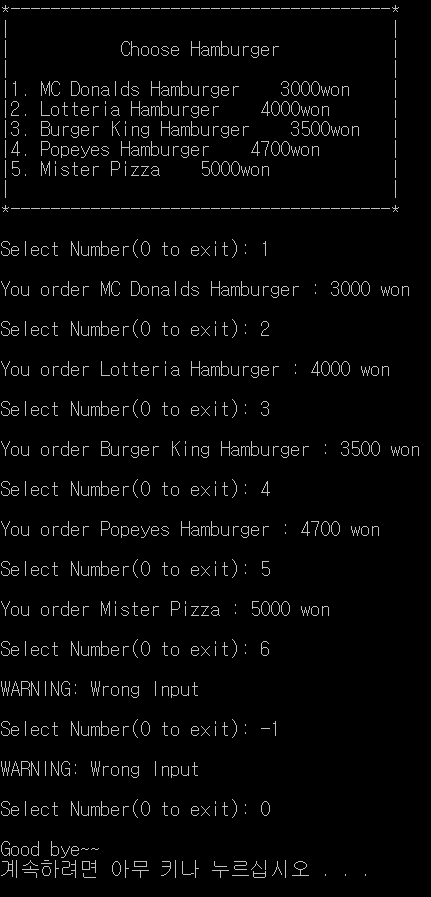 *--------------------------------------*
|                                      |
|           Choose Hamburger           |
|                                      |
|1. MC Donalds Hamburger    3000won    |
|2. Lotteria Hamburger    4000won      |
|3. Burger King Hamburger    3500won   |
|4. Popeyes Hamburger    4700won       |
|5. Mister Pizza    5000won            |
|                                      |
*--------------------------------------*
Select Number(0 to exit): 1
You order MC Donalds Hamburger : 3000 won
Select Number(0 to exit): 2
You order Lotteria Hamburger : 4000 won
Select Number(0 to exit): 3
You order Burger King Hamburger : 3500 won
Select Number(0 to exit): 4
You order Popeyes Hamburger : 4700 won
Select Number(0 to exit): 5
You order Mister Pizza : 5000 won
Select Number(0 to exit): 6
WARNING: Wrong Input
Select Number(0 to exit): -1
WARNING: Wrong Input
Select Number(0 to exit): 0
Good bye~~
계속하려면 아무 키나 누르십시오 . . .